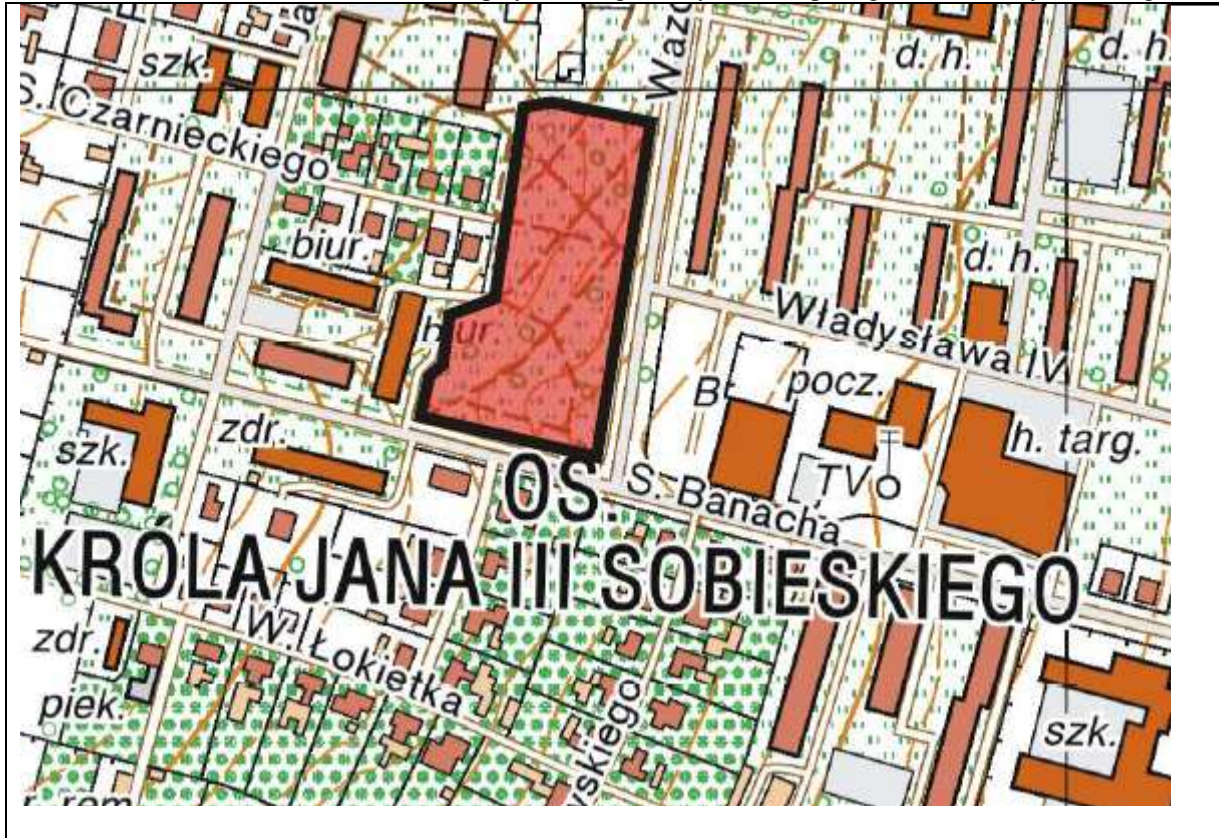 szk.
d. h.
d. h.
S. Czarnieckiego
biur.
biur.
d. h.
Władysława IV
B
pocz.
h. targ.
TV
szk.
zdr.
S. Banacha
OS.
KRÓLA JANA III SOBIESKIEGO
W. Łokietka
zdr.
piek.
szk.